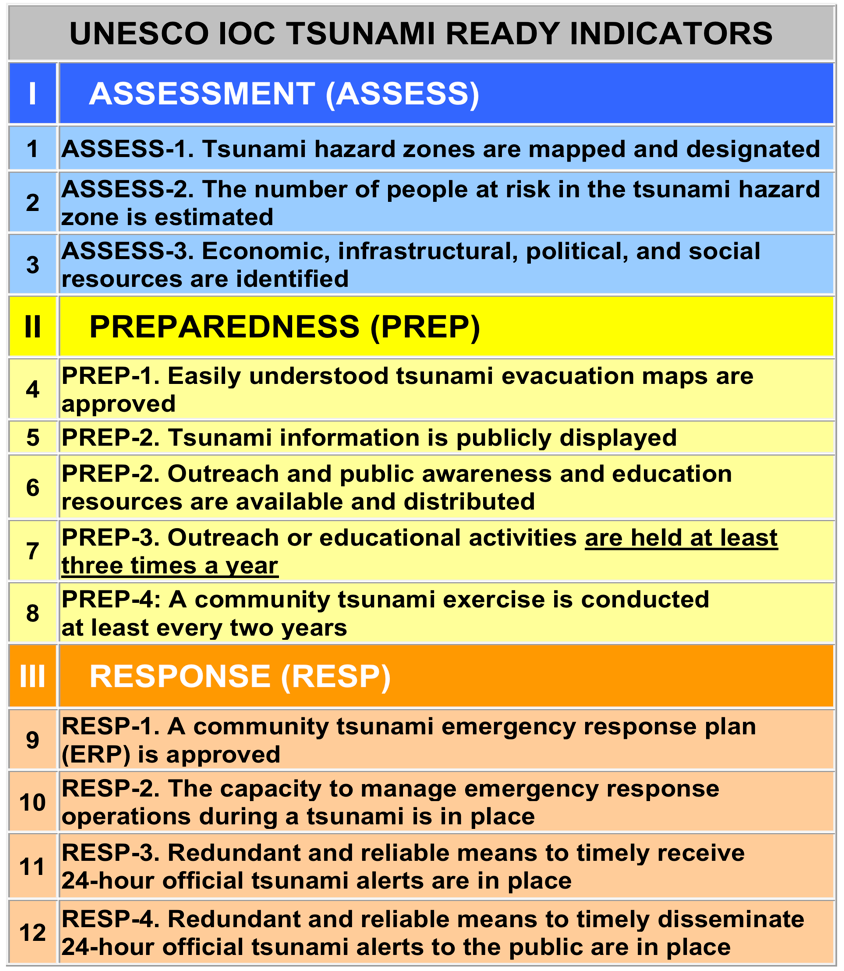 UNESCO IOC TSUNAMI READY INDICATORS
I ASSESSMENT (ASSESS)
1 ASSESS-1. Tsunami hazard zones are mapped and designated
2 ASSESS-2. The number of people at risk in the tsunami hazard
zone is estimated
3 ASSESS-3. Economic, infrastructural, political, and social
resources are identified
II PREPAREDNESS (PREP)
4 PREP-1. Easily understood tsunami evacuation maps are
approved
5 PREP-2. Tsunami information is publicly displayed
6 PREP-2. Outreach and public awareness and education
resources are available and distributed
7 PREP-3. Outreach or educational activities are held at least
three times a year
8 PREP-4: A community tsunami exercise is conducted
at least every two years
III RESPONSE (RESP)
9 RESP-1. A community tsunami emergency response plan
(ERP) is approved
10 RESP-2. The capacity to manage emergency response
operations during a tsunami is in place
11 RESP-3. Redundant and reliable means to timely receive
24-hour official tsunami alerts are in place
12 RESP-4. Redundant and reliable means to timely disseminate
24-hour official tsunami alerts to the public are in place